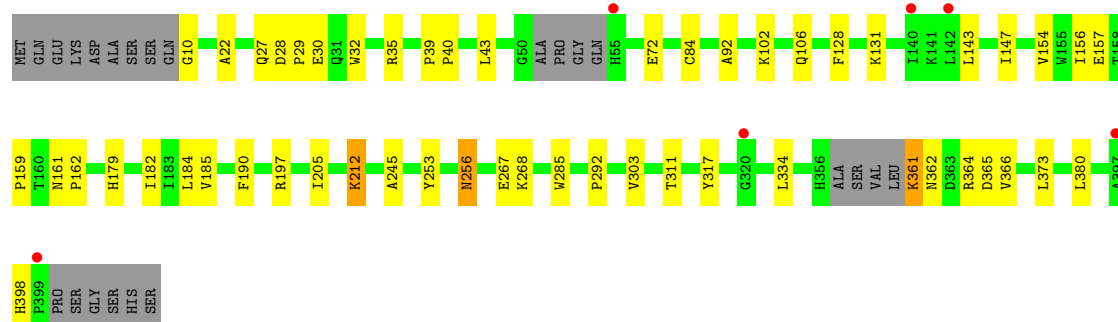 MET GLN GLU LYS ASP ALA SER SER GLN G10 A22 Q27 D28 P29 E30 Q31 W32 R35 P39 P40 L43 G50 ALA PRO GLY GLN H55 E72 C84 A92 K102 Q106 F128 K131 I140 K141 L142 L143 I147 V154 W155 I156 E157 T158
P159 T160 N161 P162 H179 I182 I183 L184 V185 F190 R197 I205 K212 A245 Y253 N256 E267 K268 W285 P292 V303 T311 Y317 G320 L334 H356 ALA SER VAL LEU K361 N362 D363 R364 D365 V366 L373 L380 A397
H398 P399 PRO SER GLY SER HIS SER